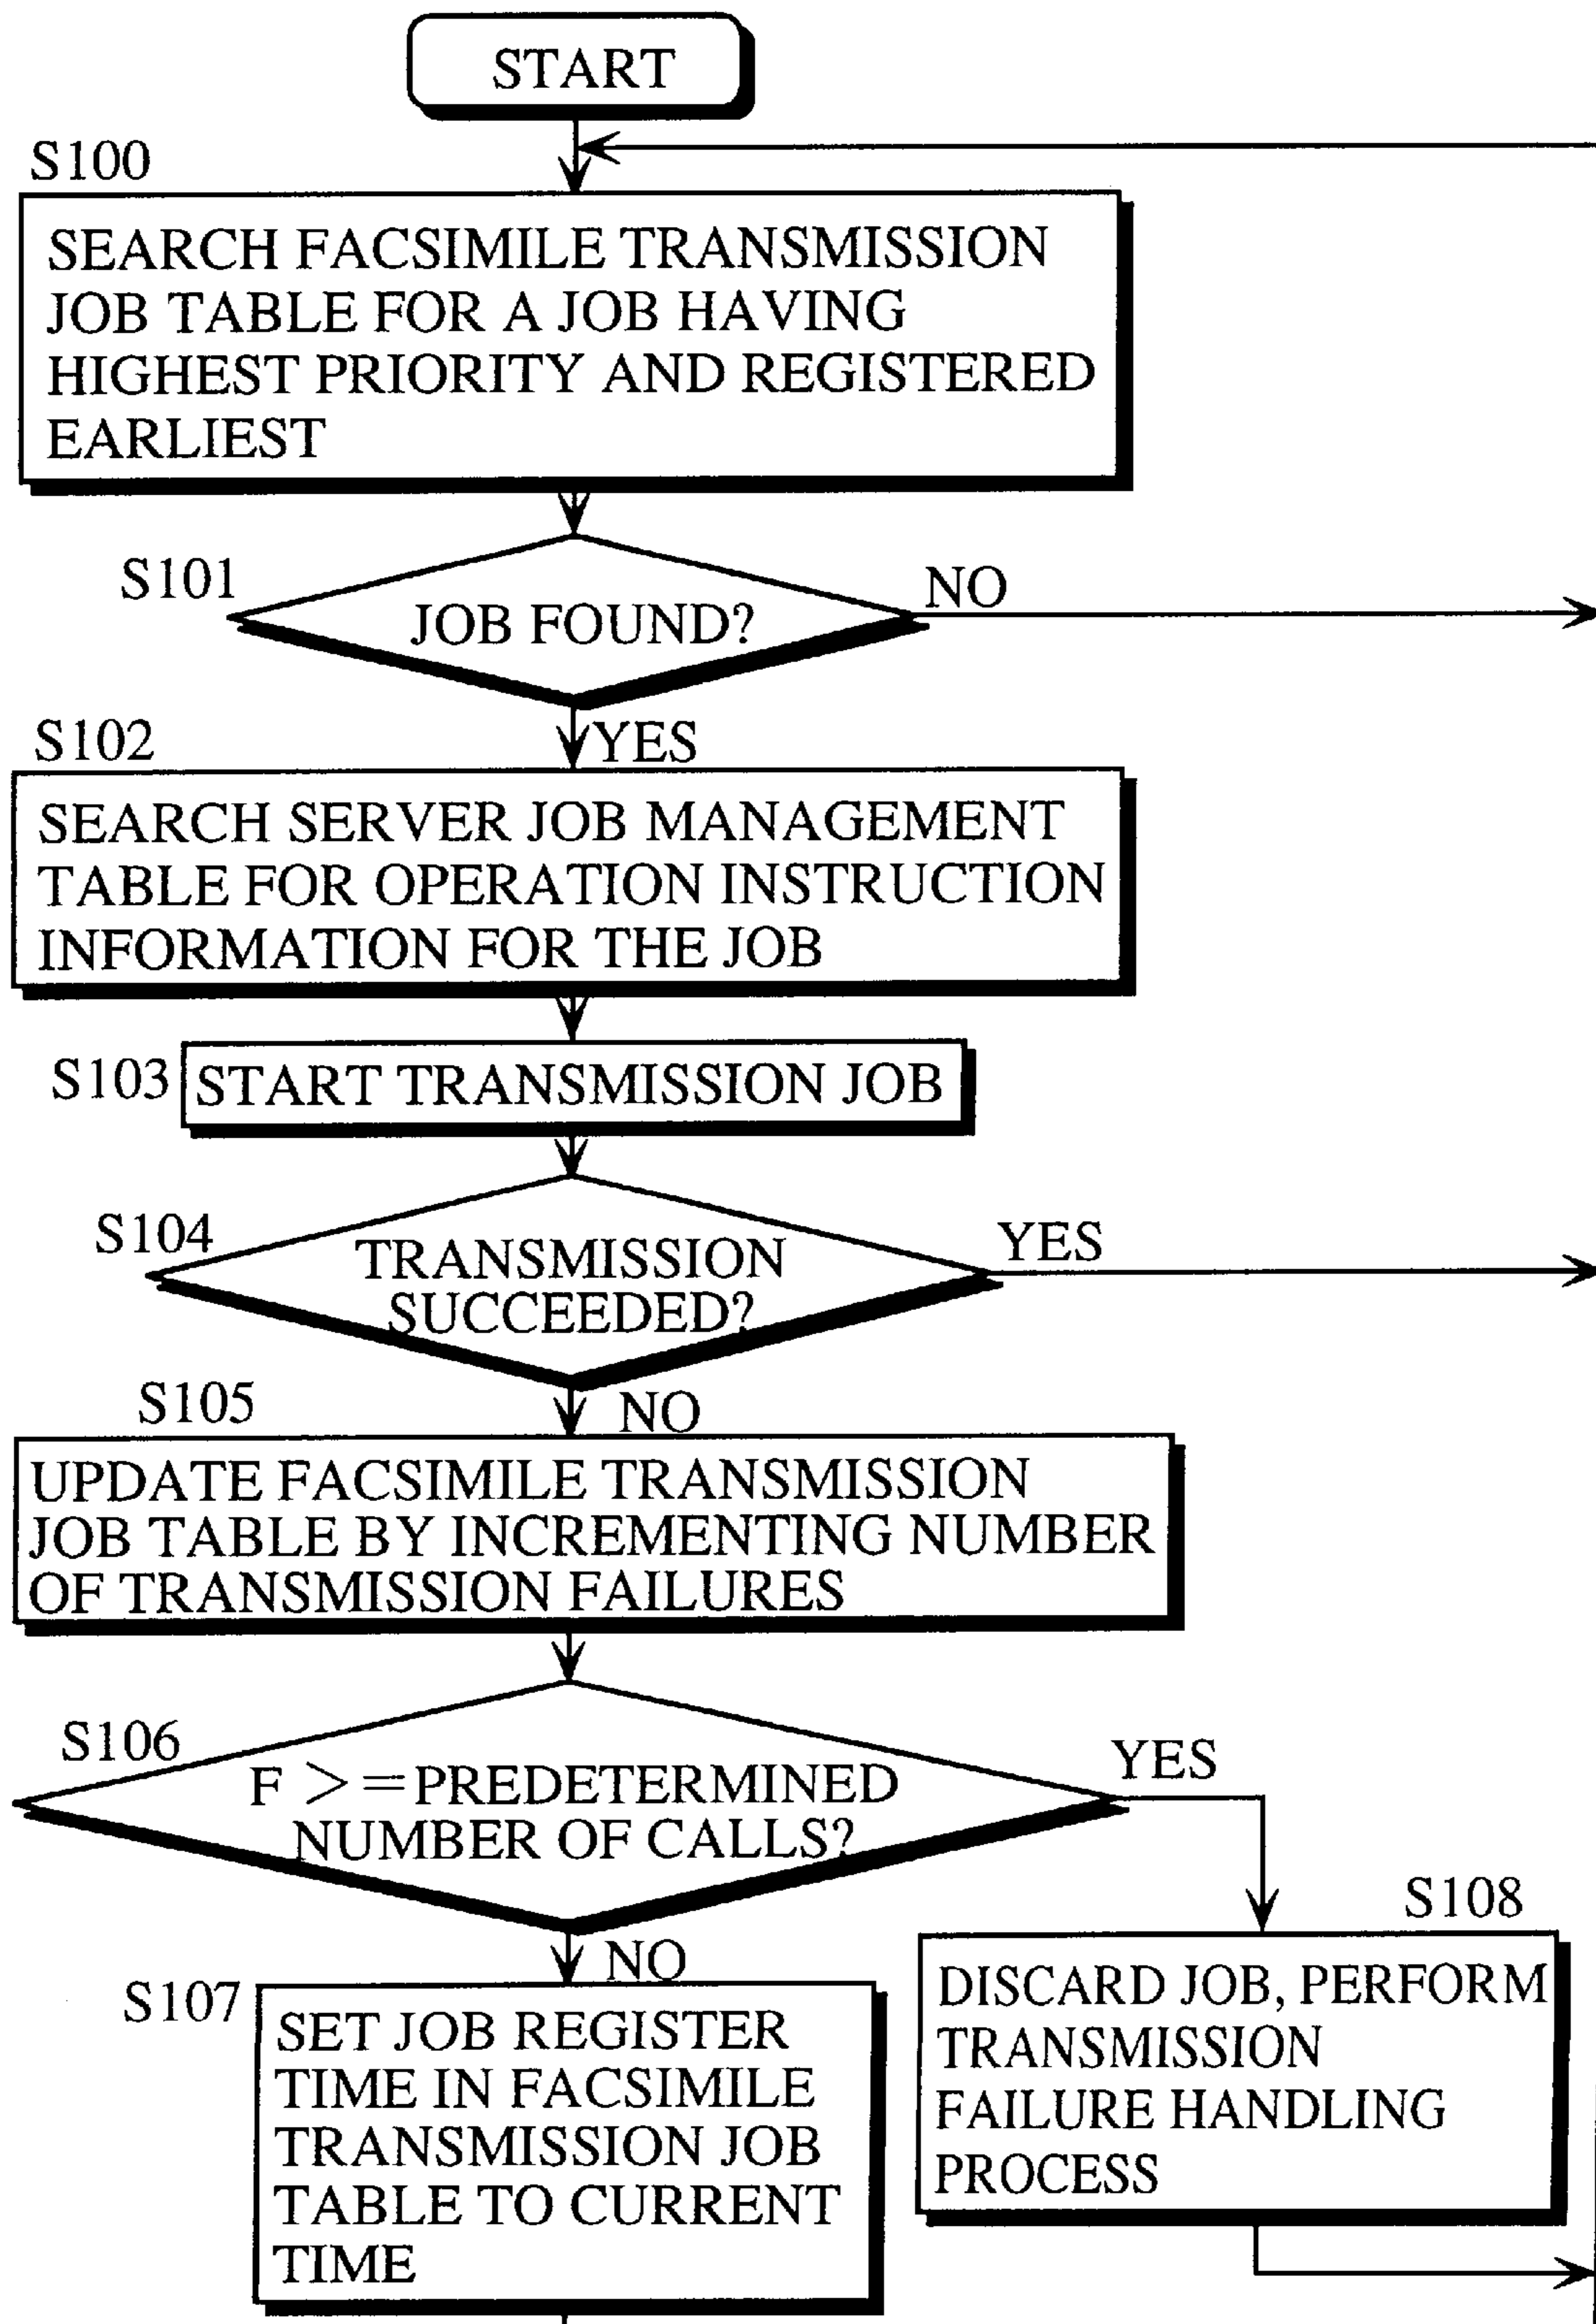 START
S100
SEARCH FACSIMILE TRANSMISSION
JOB TABLE FOR A JOB HAVING
HIGHEST PRIORITY AND REGISTERED
EARLIEST
S101
JOB FOUND?
NO
YES
S102
SEARCH SERVER JOB MANAGEMENT
TABLE FOR OPERATION INSTRUCTION
INFORMATION FOR THE JOB
S103
START TRANSMISSION JOB
S104
TRANSMISSION
SUCCEEDED?
YES
NO
S105
UPDATE FACSIMILE TRANSMISSION
JOB TABLE BY INCREMENTING NUMBER
OF TRANSMISSION FAILURES
S106
F >=PREDETERMINED
NUMBER OF CALLS?
YES
NO
S107
SET JOB REGISTER
TIME IN FACSIMILE
TRANSMISSION JOB
TABLE TO CURRENT
TIME
S108
DISCARD JOB, PERFORM
TRANSMISSION
FAILURE HANDLING
PROCESS